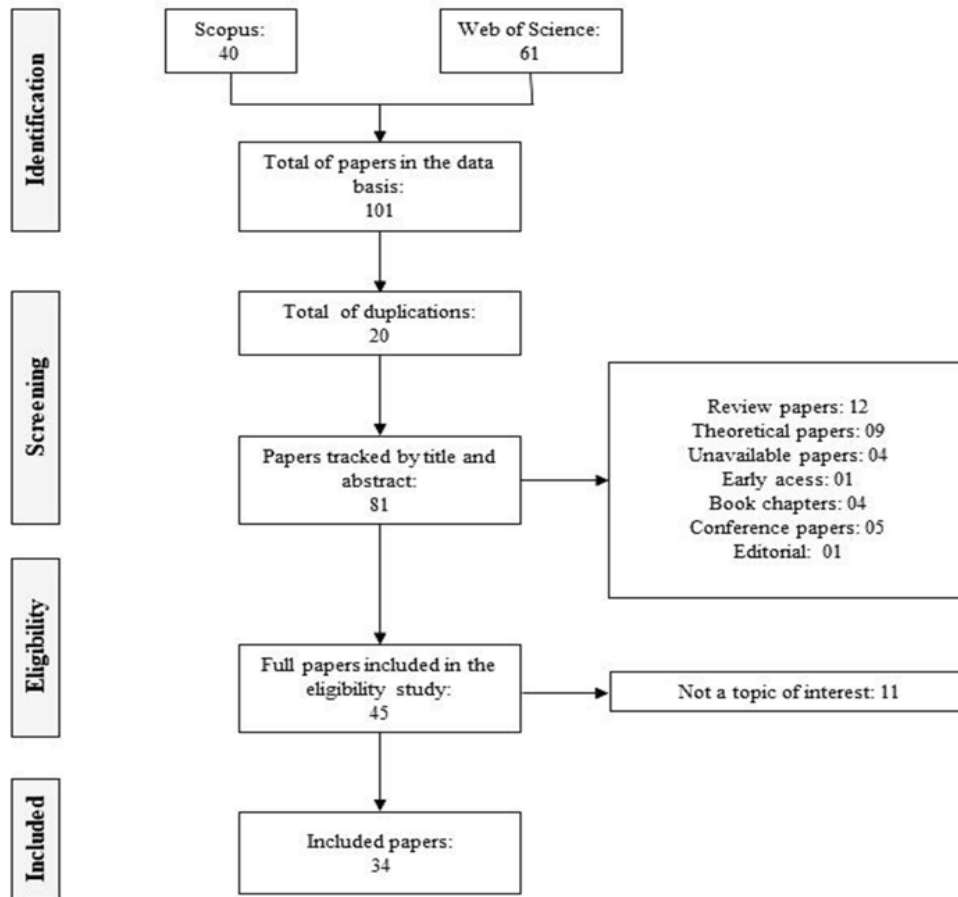 Identification
Scopus:
40
Web of Science:
61
Total of papers in the data
basis:
101
Screening
Total of duplications:
20
Papers tracked by title and
abstract:
81
Review papers: 12
Theoretical papers: 09
Unavailable papers: 04
Early acess: 01
Book chapters: 04
Conference papers: 05
Editorial: 01
Eligibility
Full papers included in the
eligibility study:
45
Not a topic of interest: 11
Included
Included papers:
34